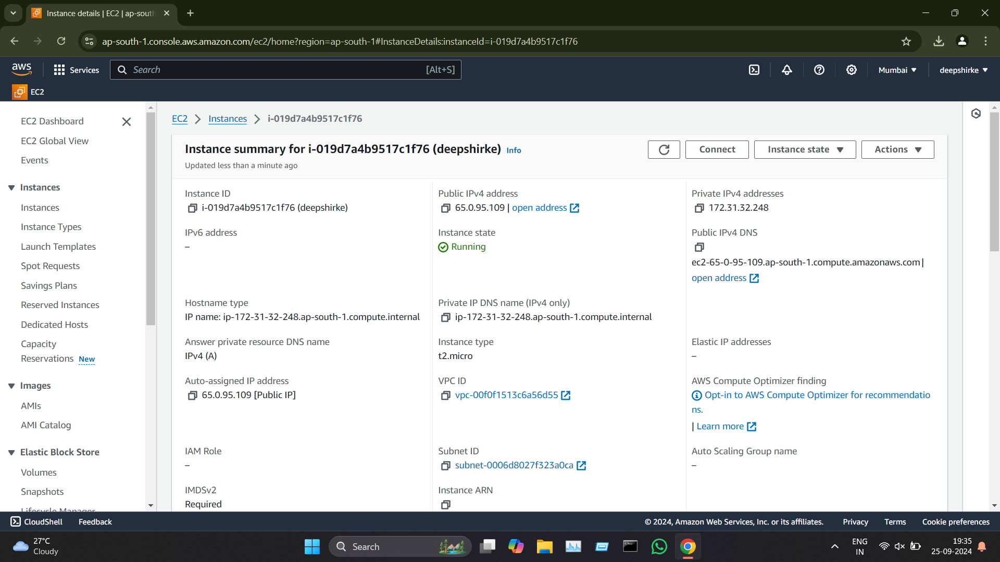 Instance details | EC2 | ap-south
ap-south-1.console.aws.amazon.com/ec2/home?region=ap-south-1#InstanceDetails:instanceId=i-019d7a4b9517c1f76
aws
Services
Search
[Alt+S]
Mumbai
deepshirke
EC2
EC2 Dashboard
EC2 Global View
Events
Instances
Instances
Instance Types
Launch Templates
Spot Requests
Savings Plans
Reserved Instances
Dedicated Hosts
Capacity
Reservations New
Images
AMIs
AMI Catalog
Elastic Block Store
Volumes
Snapshots
Lifecycle Manager
EC2
Instances
i-019d7a4b9517c1f76
Instance summary for i-019d7a4b9517c1f76 (deepshirke) Info
Updated less than a minute ago
Connect
Instance state
Actions
Instance ID
i-019d7a4b9517c1f76 (deepshirke)
Public IPv4 address
65.0.95.109 | open address
Private IPv4 addresses
172.31.32.248
IPv6 address
–
Instance state
Running
Public IPv4 DNS
ec2-65-0-95-109.ap-south-1.compute.amazonaws.com |
open address
Hostname type
IP name: ip-172-31-32-248.ap-south-1.compute.internal
Private IP DNS name (IPv4 only)
ip-172-31-32-248.ap-south-1.compute.internal
Answer private resource DNS name
IPv4 (A)
Instance type
t2.micro
Elastic IP addresses
–
Auto-assigned IP address
65.0.95.109 [Public IP]
VPC ID
vpc-00f0f1513c6a56d55
AWS Compute Optimizer finding
Opt-in to AWS Compute Optimizer for recommendatio
ns.
| Learn more
IAM Role
–
Subnet ID
subnet-0006d8027f323a0ca
Auto Scaling Group name
–
IMDSv2
Required
Instance ARN
CloudShell
Feedback
© 2024, Amazon Web Services, Inc. or its affiliates.
Privacy
Terms
Cookie preferences
27°C
Cloudy
Search
ENG
IN
19:35
25-09-2024